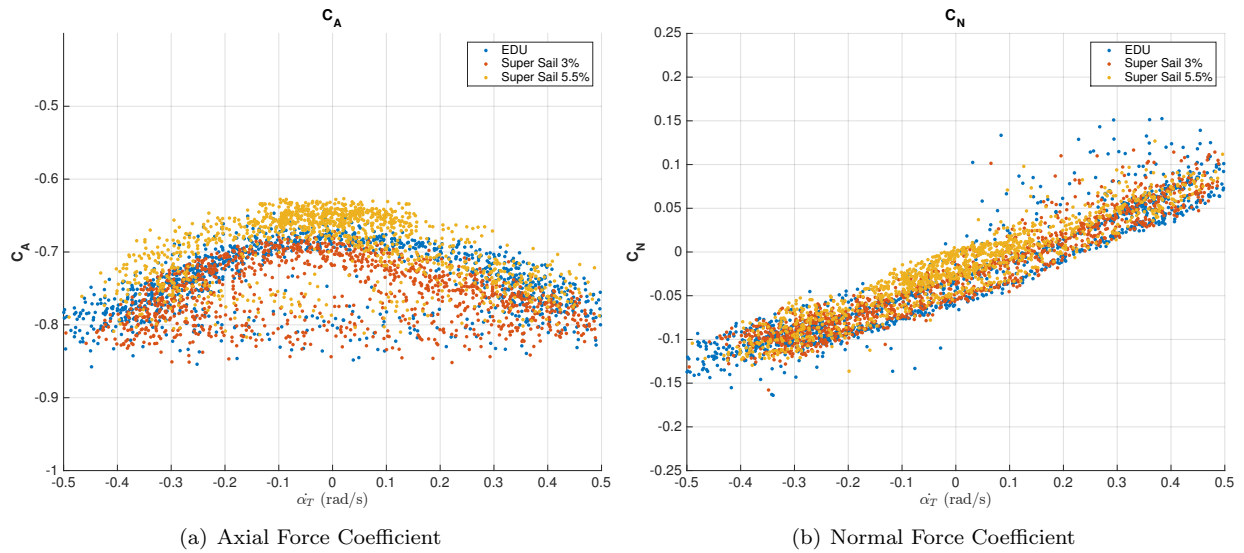 C_A
EDU
Super Sail 3%
Super Sail 5.5%
-0.5
-0.6
-0.7
-0.8
-0.9
-1
C_A
-0.5 -0.4 -0.3 -0.2 -0.1 0 0.1 0.2 0.3 0.4 0.5
α̇_T (rad/s)
(a) Axial Force Coefficient
C_N
EDU
Super Sail 3%
Super Sail 5.5%
0.25
0.2
0.15
0.1
0.05
0
-0.05
-0.1
-0.15
-0.2
-0.25
C_N
-0.5 -0.4 -0.3 -0.2 -0.1 0 0.1 0.2 0.3 0.4 0.5
α̇_T (rad/s)
(b) Normal Force Coefficient